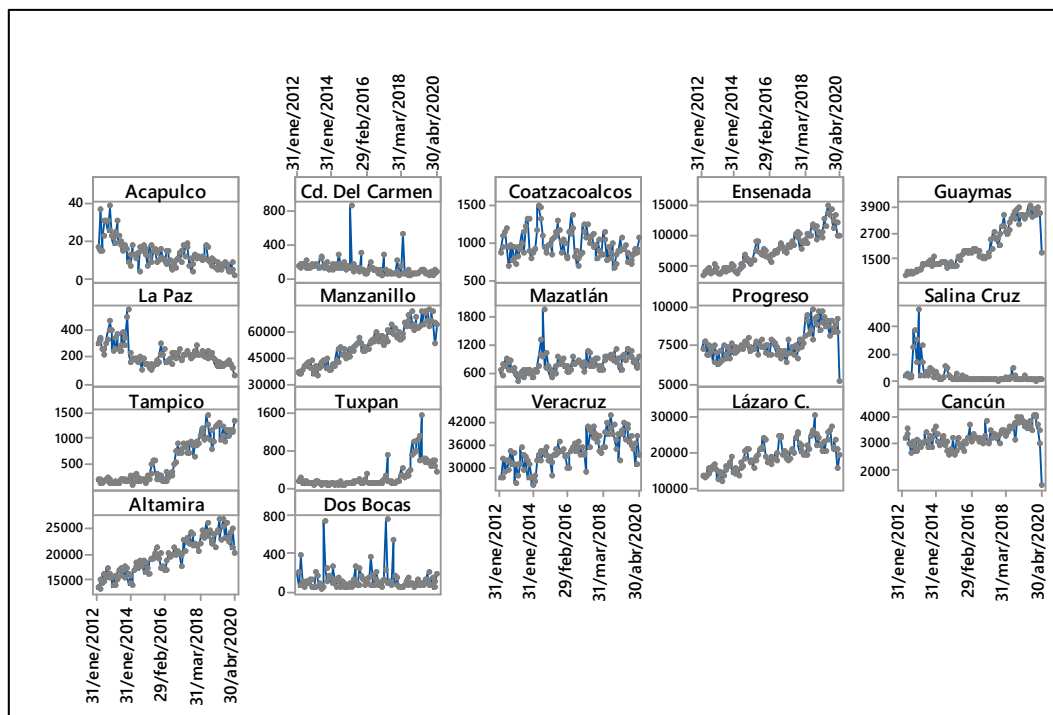 31/ene/2012
31/ene/2014
29/feb/2016
31/mar/2018
30/abr/2020
31/ene/2012
31/ene/2014
29/feb/2016
31/mar/2018
30/abr/2020
Acapulco
40
20
0
Cd. Del Carmen
800
400
0
Coatzacoalcos
1500
1000
500
Ensenada
15000
10000
5000
Guaymas
3900
2700
1500
La Paz
400
200
0
Manzanillo
60000
45000
30000
Mazatlán
1800
1200
600
Progreso
10000
7500
5000
Salina Cruz
400
200
0
Tampico
1500
1000
500
Tuxpan
1600
800
0
Veracruz
42000
36000
30000
Lázaro C.
30000
20000
10000
Cancún
4000
3000
2000
Altamira
25000
20000
15000
Dos Bocas
800
400
0
31/ene/2012
31/ene/2014
29/feb/2016
31/mar/2018
30/abr/2020
31/ene/2012
31/ene/2014
29/feb/2016
31/mar/2018
30/abr/2020
31/ene/2012
31/ene/2014
29/feb/2016
31/mar/2018
30/abr/2020